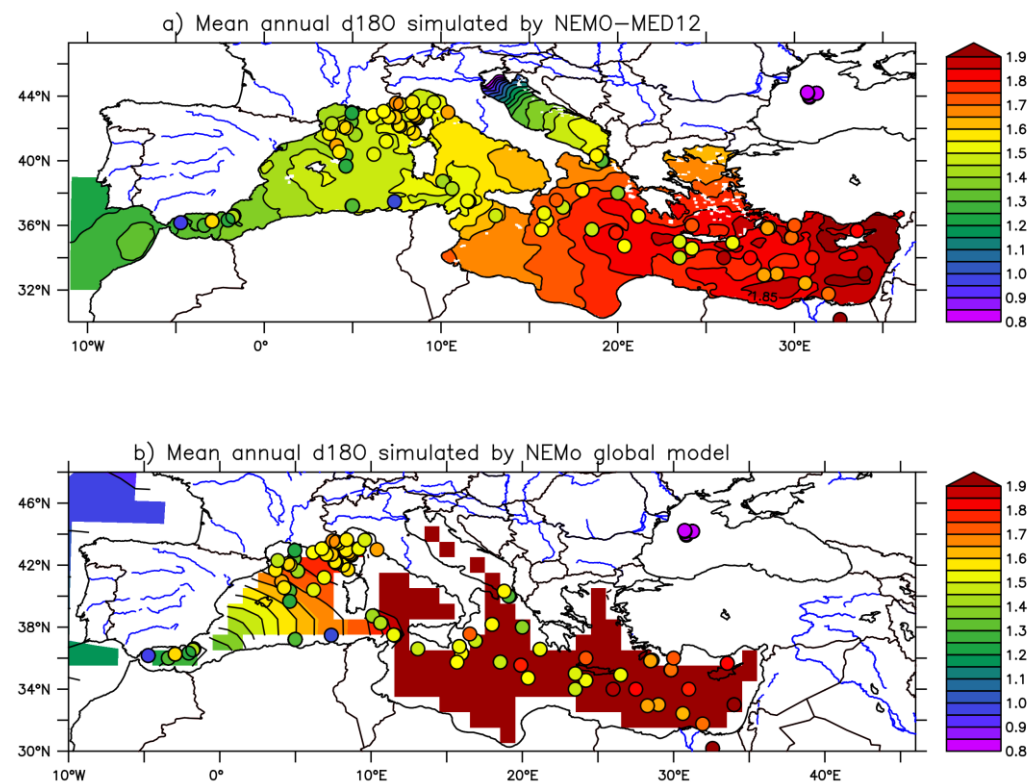 a) Mean annual d18O simulated by NEMO-MED12
44°N
40°N
36°N
32°N
10°W 0° 10°E 20°E 30°E
1.85
1.9
1.8
1.7
1.6
1.5
1.4
1.3
1.2
1.1
1.0
0.9
0.8
b) Mean annual d18O simulated by NEMo global model
46°N
42°N
38°N
34°N
30°N
10°W 0° 10°E 20°E 30°E 40°E
1.9
1.8
1.7
1.6
1.5
1.4
1.3
1.2
1.1
1.0
0.9
0.8